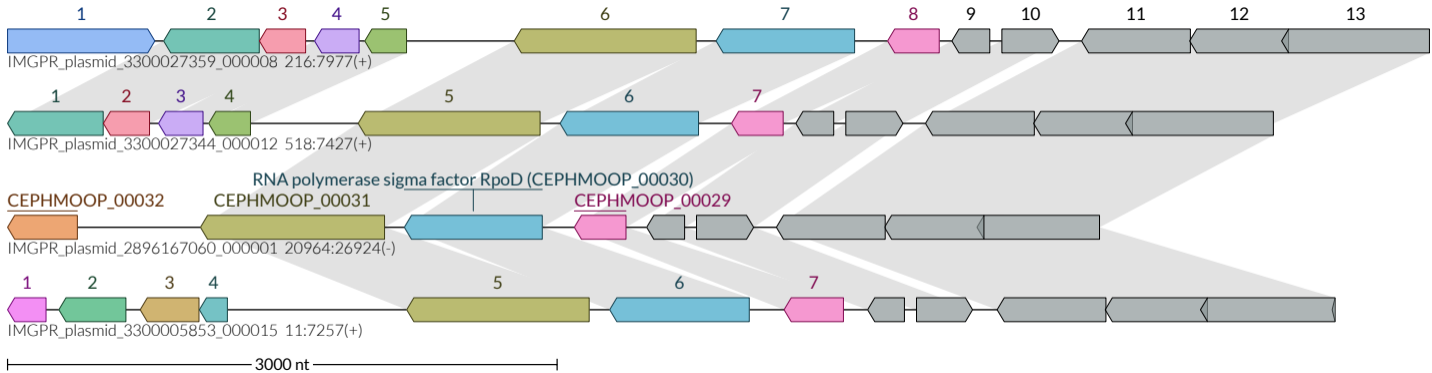 1 2 3 4 5 6 7 8 9 10 11 12 13
IMGPR_plasmid_3300027359_000008 216:7977(+)
1 2 3 4 5 6 7
IMGPR_plasmid_3300027344_000012 518:7427(+)
RNA polymerase sigma factor RpoD (CEPHMOOP_00030)
CEPHMOOP_00032 CEPHMOOP_00031 CEPHMOOP_00029
IMGPR_plasmid_2896167060_000001 20964:26924(-)
1 2 3 4 5 6 7
IMGPR_plasmid_3300005853_000015 11:7257(+)
3000 nt